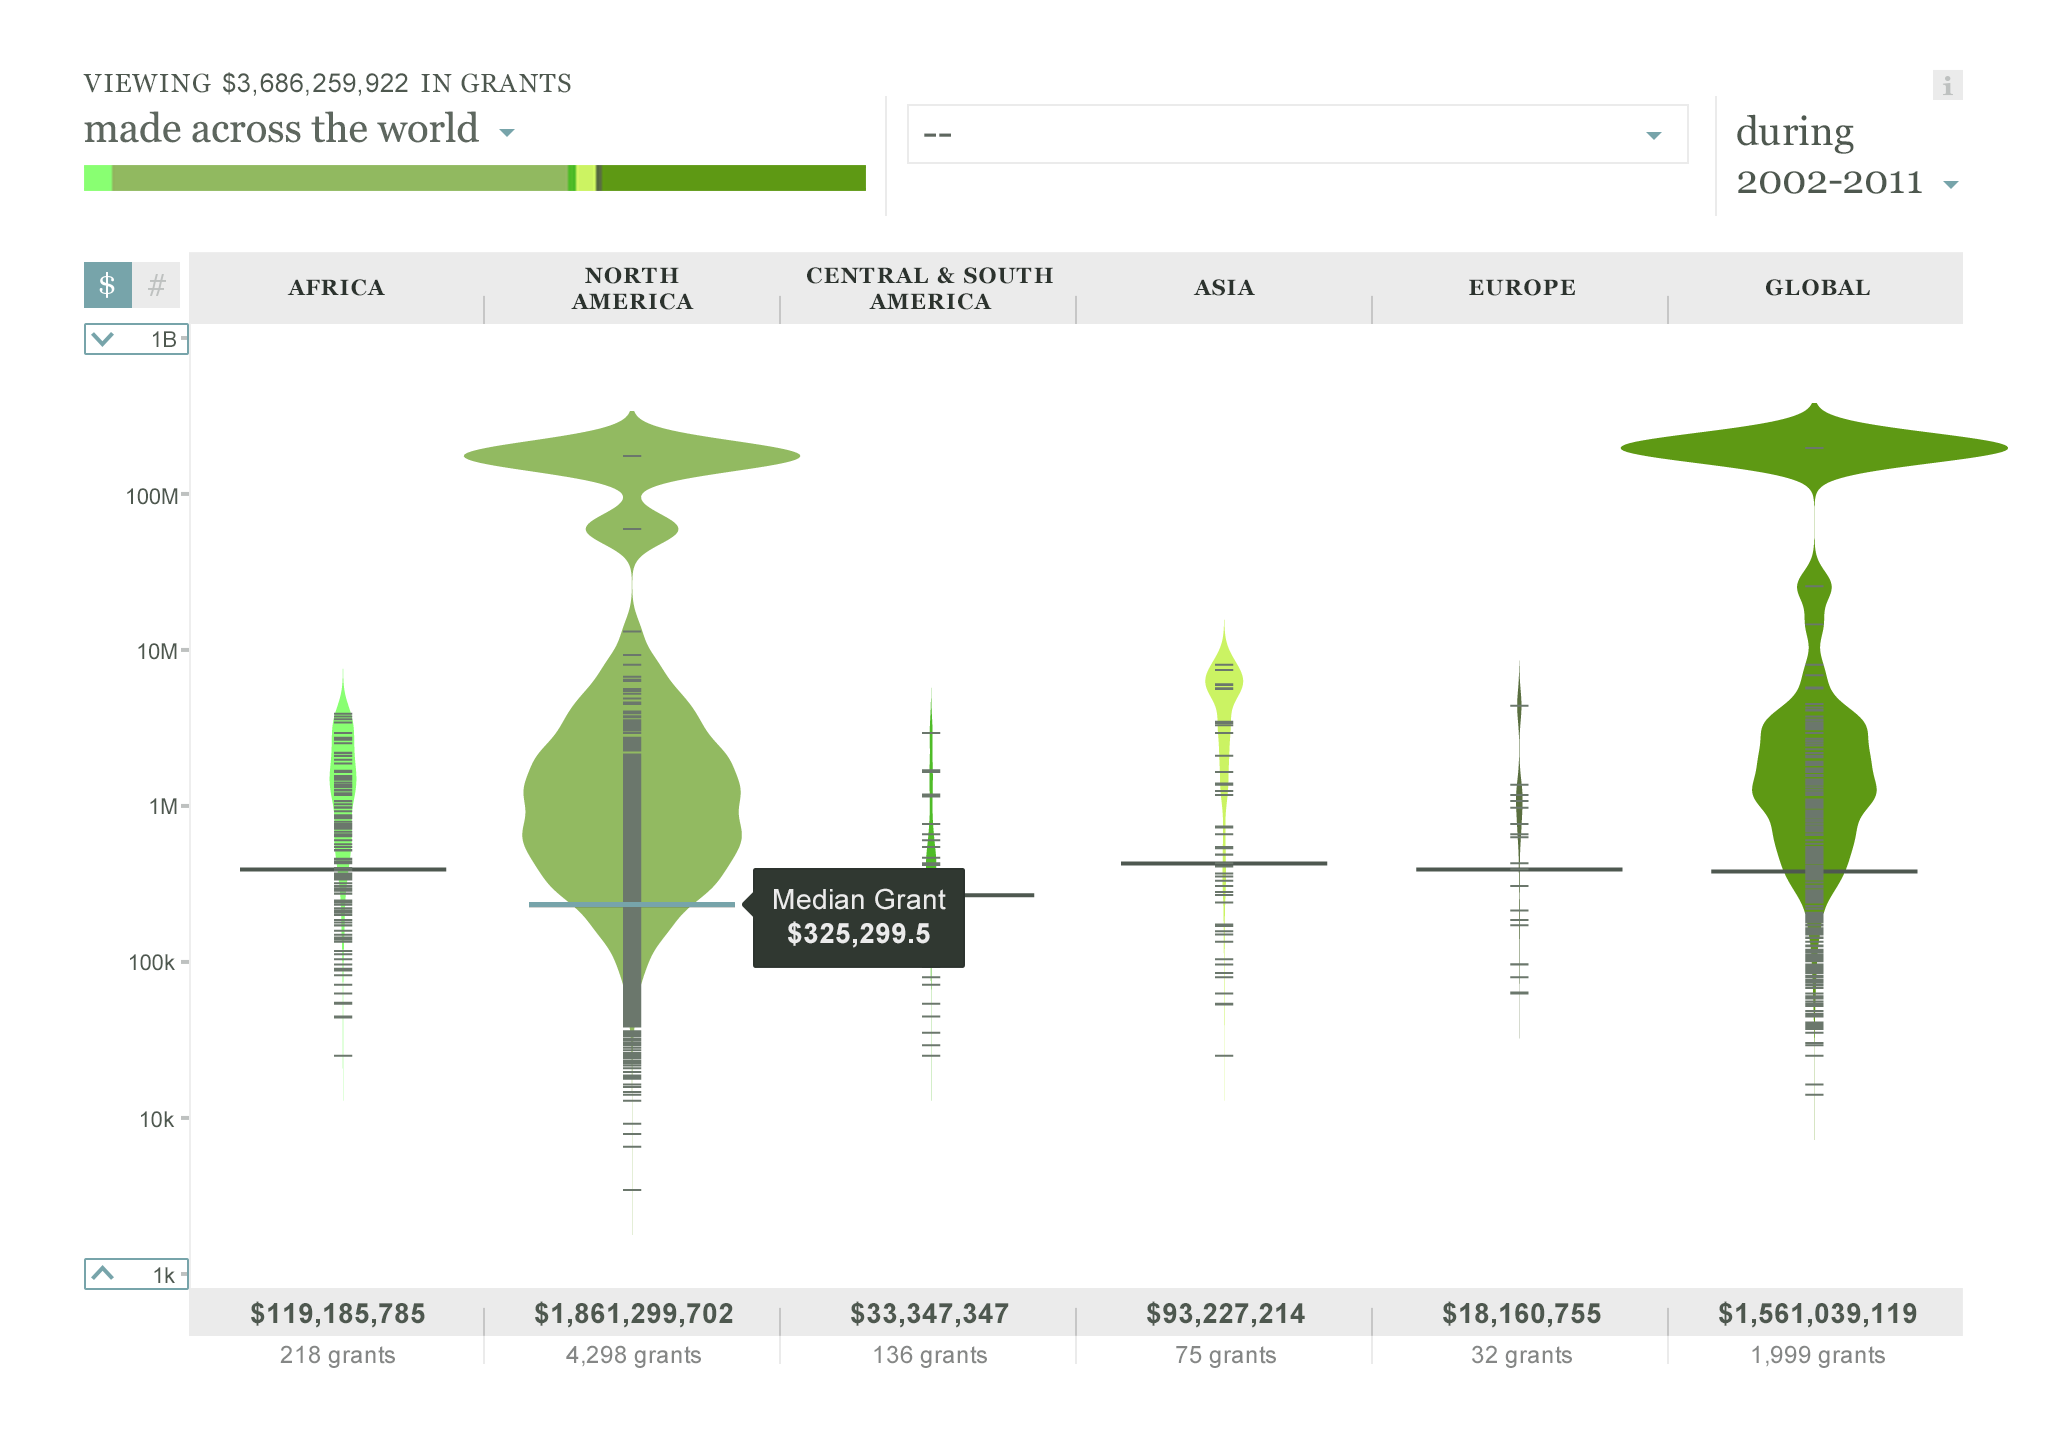 VIEWING $3,686,259,922 IN GRANTS
made across the world
--
i
during
2002-2011
$ #
AFRICA
NORTH
AMERICA
CENTRAL & SOUTH
AMERICA
ASIA
EUROPE
GLOBAL
1B
100M
10M
1M
100k
10k
1k
Median Grant
$325,299.5
$119,185,785 $1,861,299,702 $33,347,347 $93,227,214 $18,160,755 $1,561,039,119
218 grants 4,298 grants 136 grants 75 grants 32 grants 1,999 grants